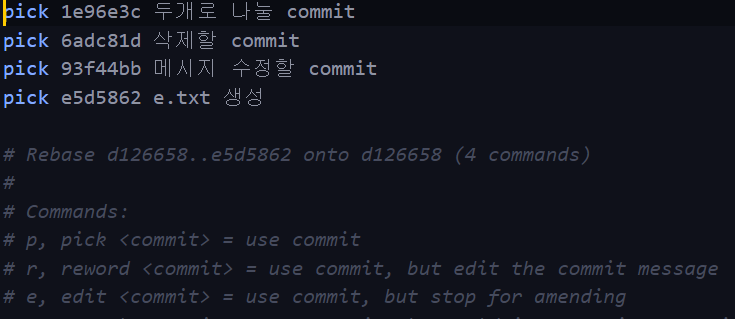 pick 1e96e3c 두개로 나눌 commit
pick 6adc81d 삭제할 commit
pick 93f44bb 메시지 수정할 commit
pick e5d5862 e.txt 생성
# Rebase d126658..e5d5862 onto d126658 (4 commands)
#
# Commands:
# p, pick <commit> = use commit
# r, reword <commit> = use commit, but edit the commit message
# e, edit <commit> = use commit, but stop for amending